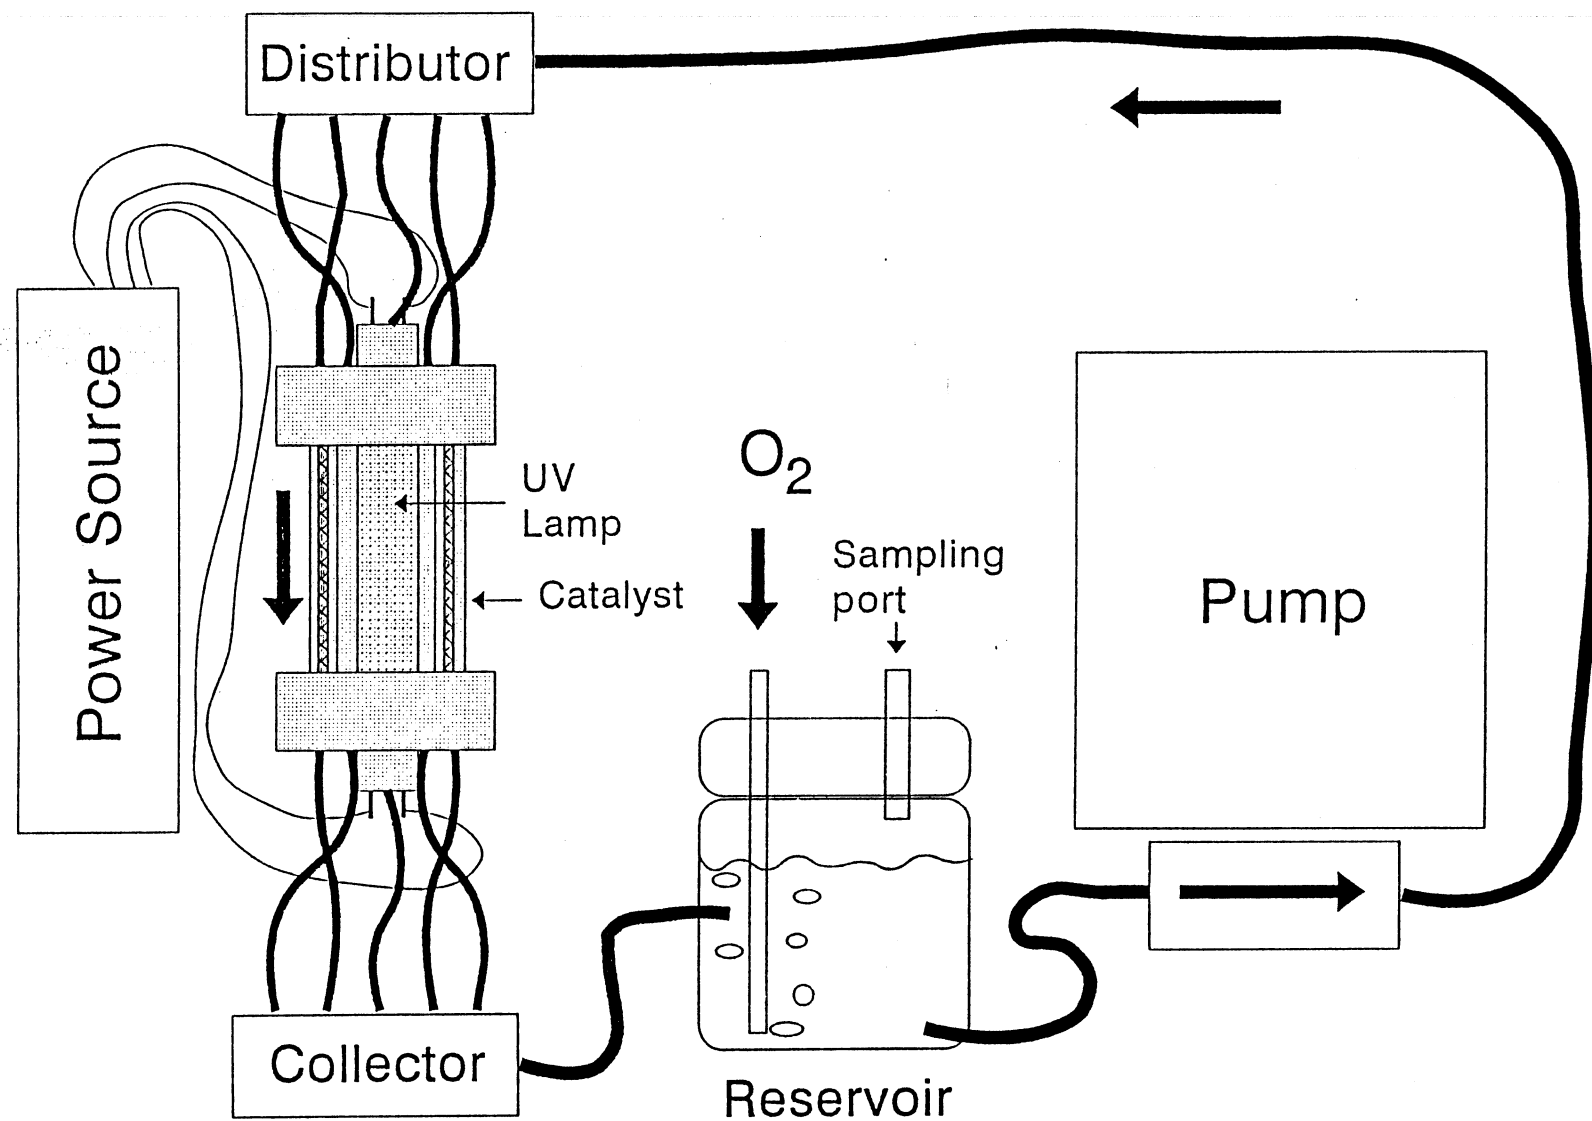 Distributor
Power Source
UV
Lamp
Catalyst
O₂
Sampling
port
Pump
Collector
Reservoir